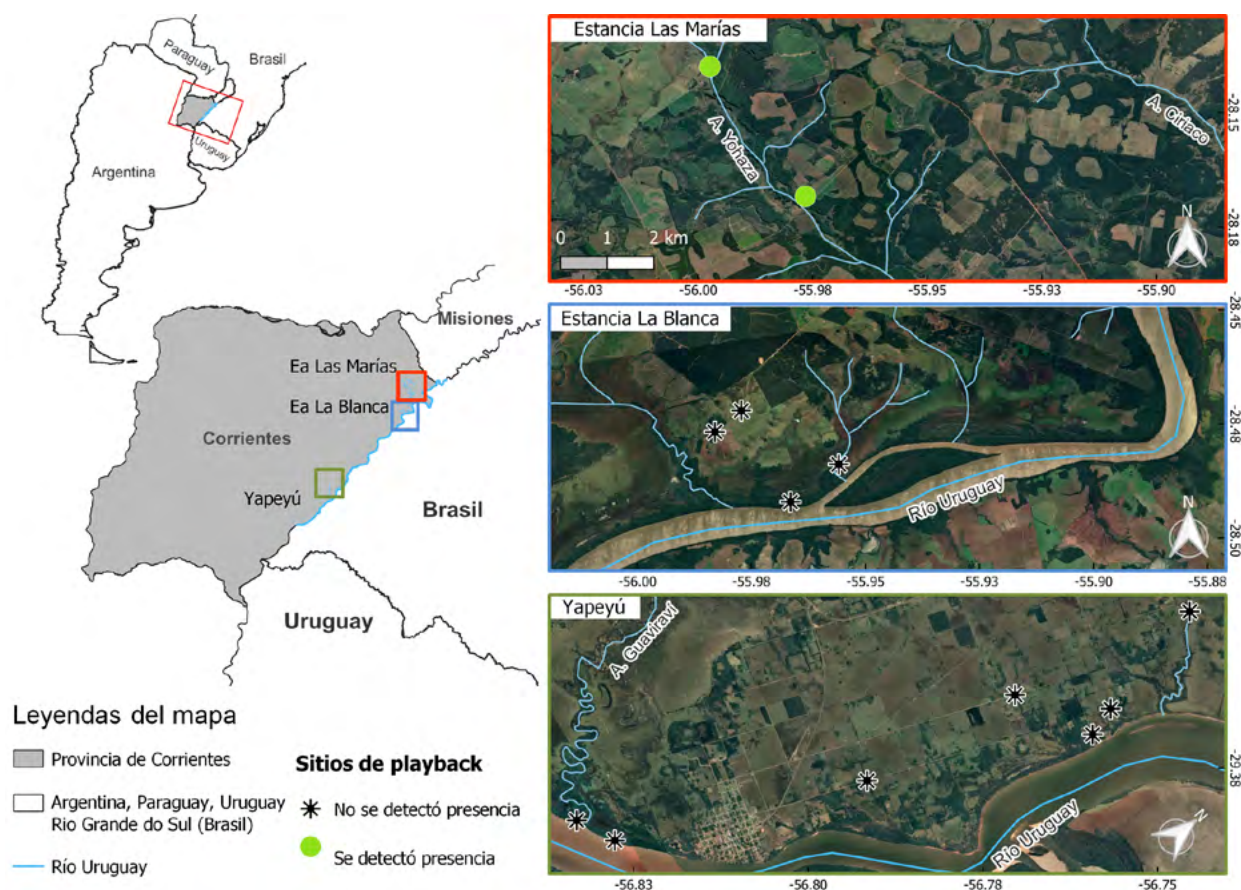 Paraguay
Brasil
Uruguay
Argentina
Misiones
Ea Las Marías
Ea La Blanca
Corrientes
Yapeyú
Brasil
Uruguay
Leyendas del mapa
Provincia de Corrientes
Argentina, Paraguay, Uruguay
Rio Grande do Sul (Brasil)
Río Uruguay
Sitios de playback
No se detectó presencia
Se detectó presencia
Estancia Las Marías
A. Yohaza
A. Ciriaco
N
0 1 2 km
-28.15
-28.18
-56.03 -56.00 -55.98 -55.95 -55.93 -55.90
Estancia La Blanca
Río Uruguay
N
-28.45
-28.48
-28.50
-56.00 -55.98 -55.95 -55.93 -55.90 -55.88
Yapeyú
A. Guaviraví
Río Uruguay
N
-29.38
-56.83 -56.80 -56.78 -56.75